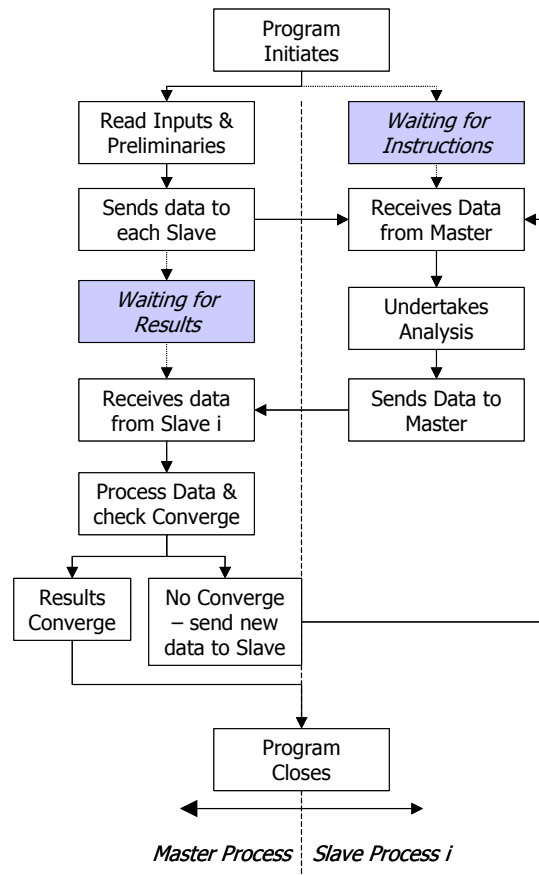 Program
Initiates
Read Inputs &
Preliminaries
Waiting for
Instructions
Sends data to
each Slave
Receives Data
from Master
Waiting for
Results
Undertakes
Analysis
Receives data
from Slave i
Sends Data to
Master
Process Data &
check Converge
Results
Converge
No Converge
– send new
data to Slave
Program
Closes
Master Process
Slave Process i